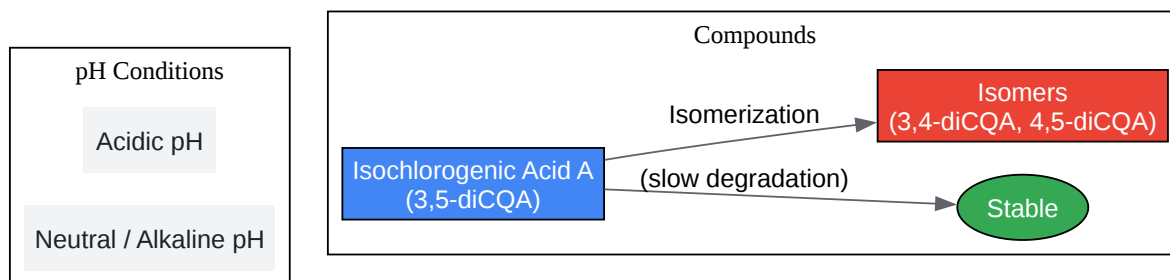 pH Conditions
Acidic pH
Neutral / Alkaline pH
Compounds
Isochlorogenic Acid A
(3,5-diCQA)
Isomerization
(slow degradation)
Isomers
(3,4-diCQA, 4,5-diCQA)
Stable